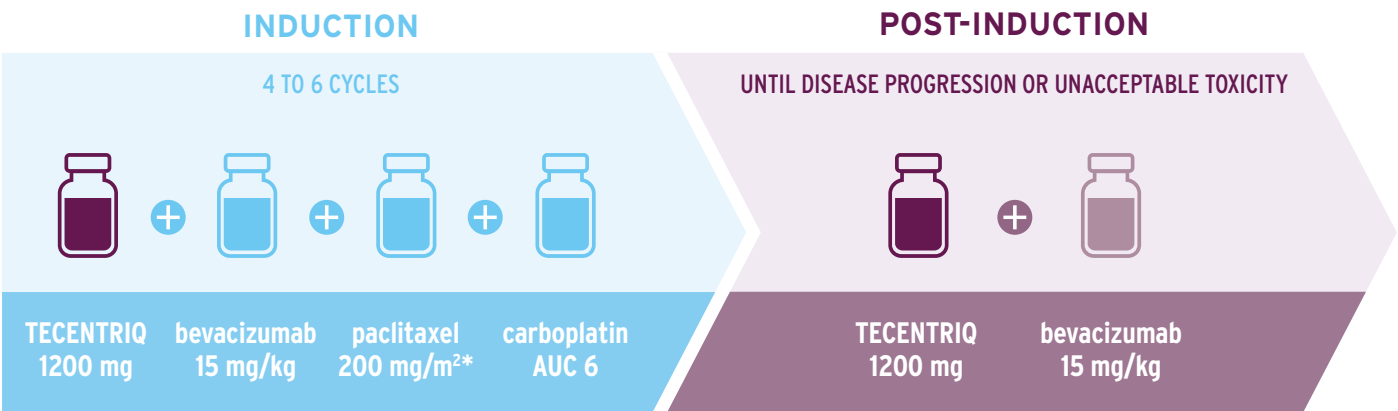 INDUCTION
4 TO 6 CYCLES
TECENTRIQ
1200 mg
bevacizumab
15 mg/kg
paclitaxel
200 mg/m²*
carboplatin
AUC 6
POST-INDUCTION
UNTIL DISEASE PROGRESSION OR UNACCEPTABLE TOXICITY
TECENTRIQ
1200 mg
bevacizumab
15 mg/kg